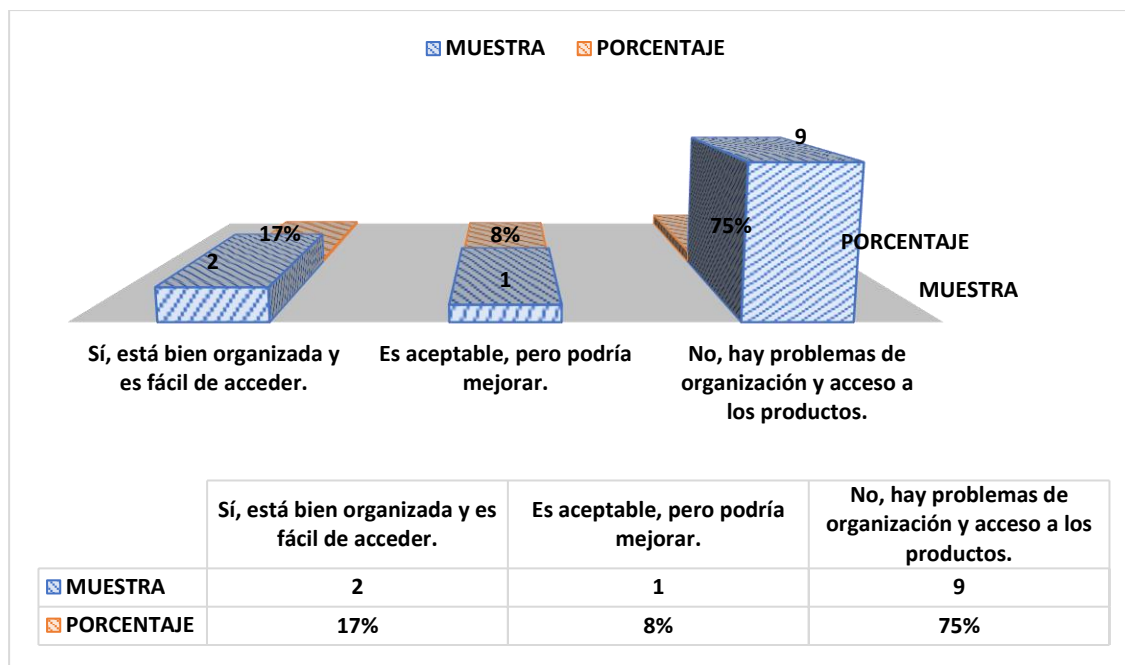 MUESTRA PORCENTAJE
9
17%
8%
75%
2
1
PORCENTAJE
MUESTRA
Sí, está bien organizada y
es fácil de acceder.
Es aceptable, pero podría
mejorar.
No, hay problemas de
organización y acceso a
los productos.
Sí, está bien organizada y es
fácil de acceder.
Es aceptable, pero podría
mejorar.
No, hay problemas de
organización y acceso a los
productos.
MUESTRA 2 1 9
PORCENTAJE 17% 8% 75%